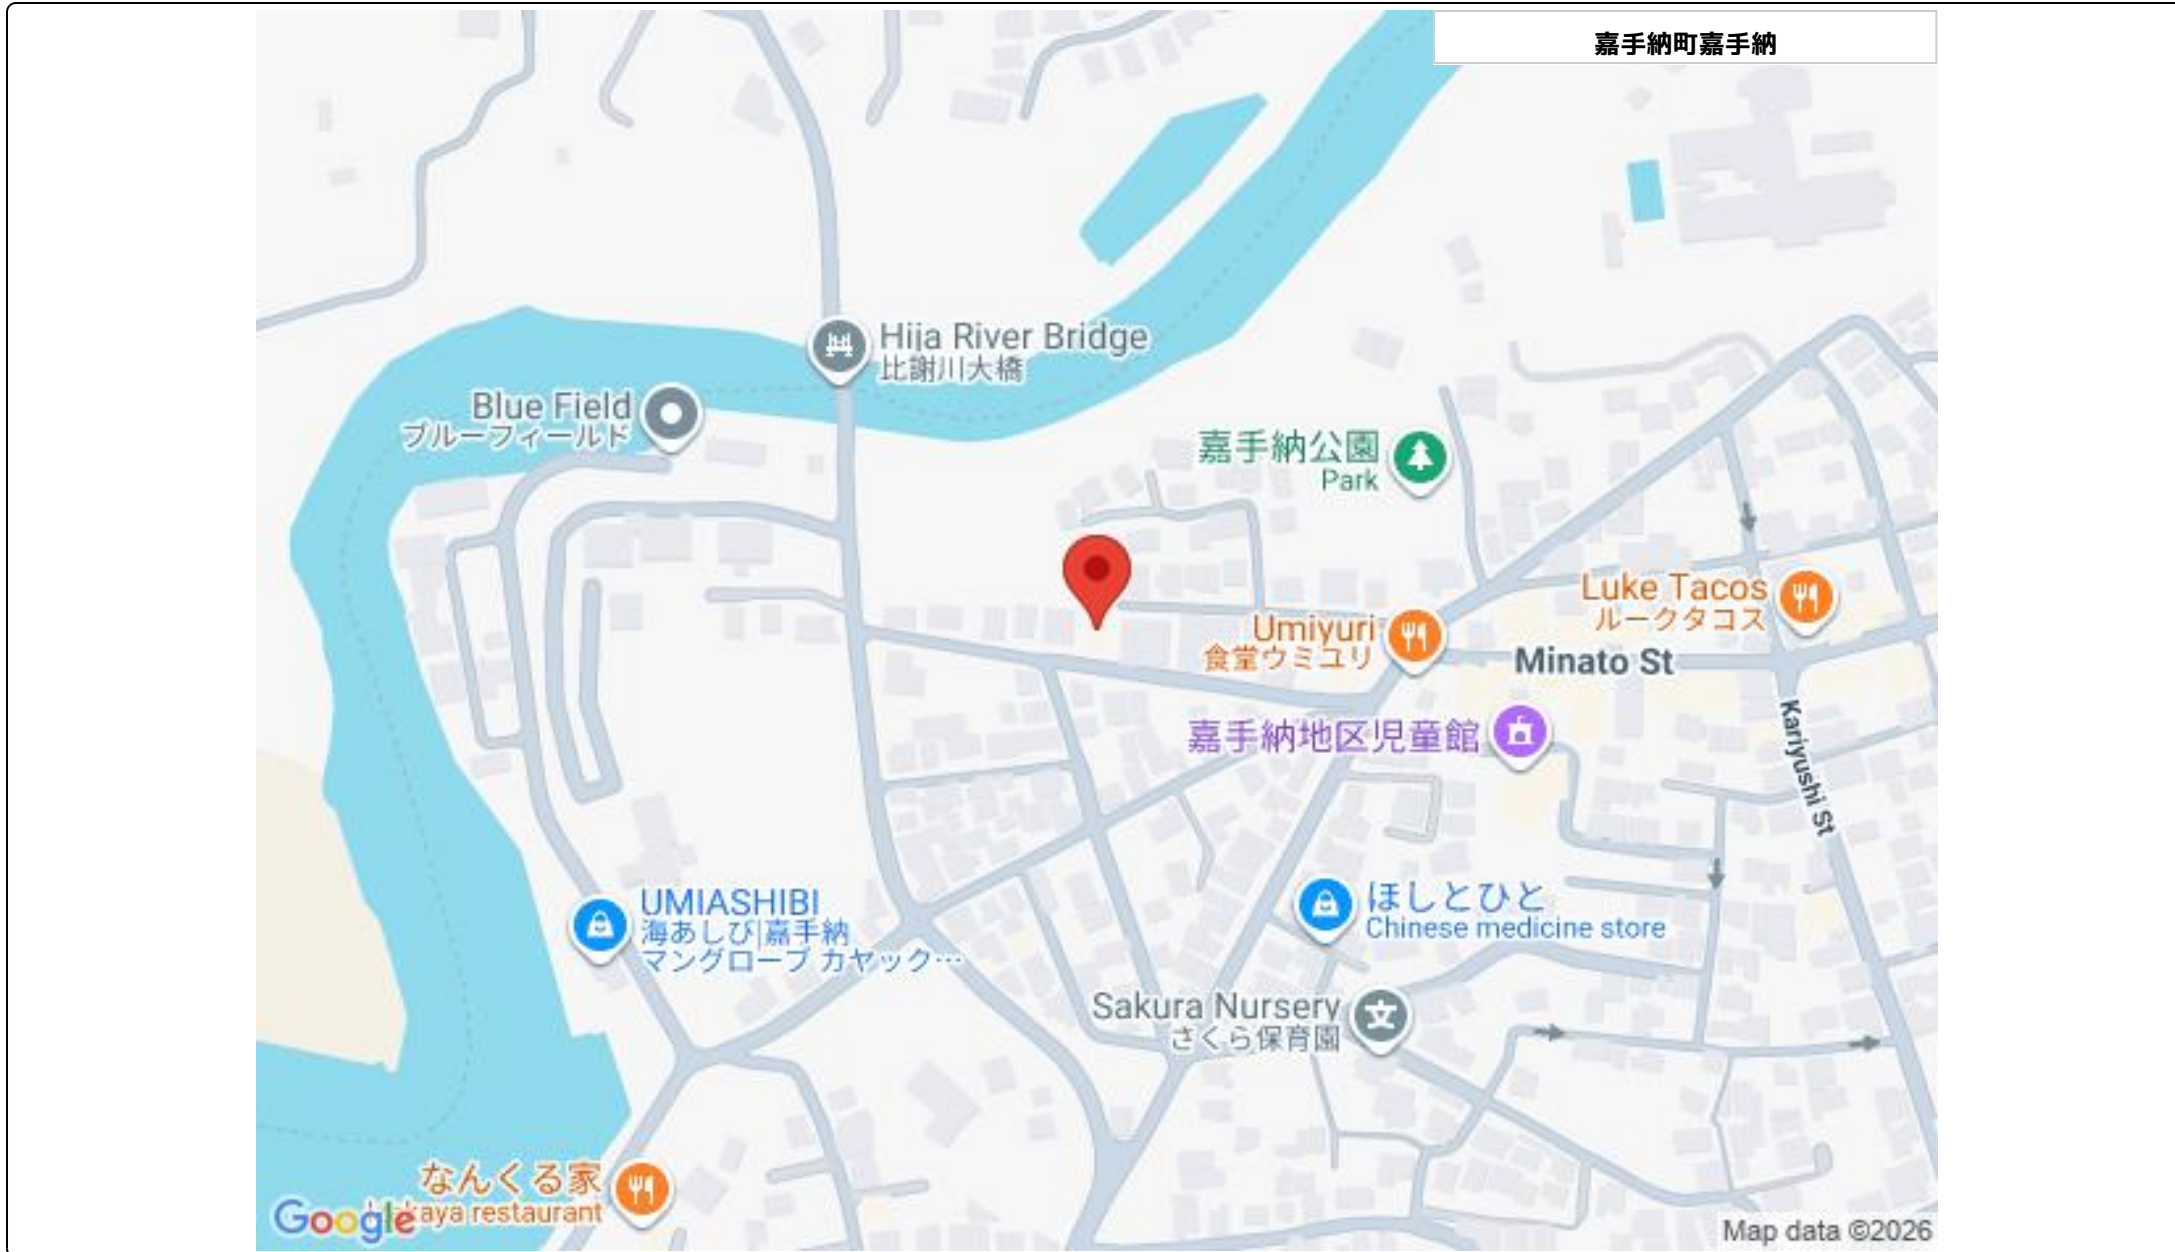 嘉手納町嘉手納
Hija River Bridge
比謝川大橋
Blue Field
ブルーフィールド
嘉手納公園
Park
Luke Tacos
ルークタコス
Umiyuri
食堂ウミユリ
Minato St
嘉手納地区児童館
Kariyushi St
UMIASHIBI
海あしび|嘉手納
マングローブ カヤック…
ほしとひと
Chinese medicine store
Sakura Nursery
さくら保育園
なんくる家
restaurant
Google
Map data ©2026